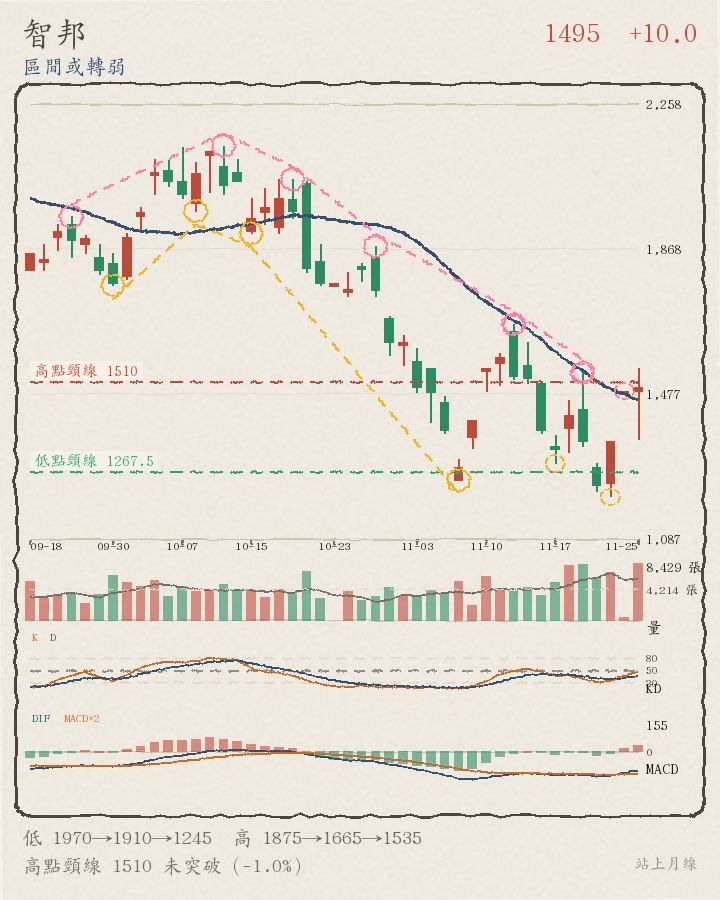 智邦
1495 +10.0
區間或轉弱
2,258
1,868
高點頸線 1510
1,477
低點頸線 1267.5
1,087
09-18 09-30 10-07 10-15 10-23 11-03 11-10 11-17 11-25
8,429 張
4,214 張
量
K D
80
50
20
KD
DIF MACD×2
155
0
MACD
低 1970→1910→1245 高 1875→1665→1535
高點頸線 1510 未突破 (-1.0%)
站上月線